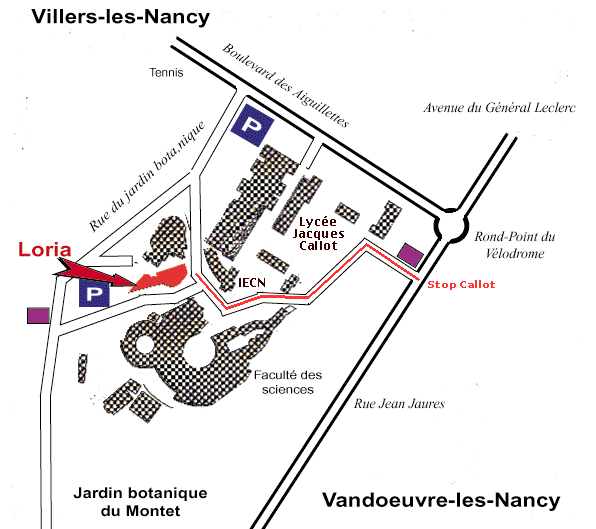 Villers-les-Nancy
Tennis
Boulevard des Aiguillettes
Avenue du Général Leclerc
P
Rue du jardin bota.nique
Lycée
Jacques
Callot
Rond-Point du
Vélodrome
Loria
P
IECN
Stop Callot
Faculté des
sciences
Rue Jean Jaures
Jardin botanique
du Montet
Vandoeuvre-les-Nancy